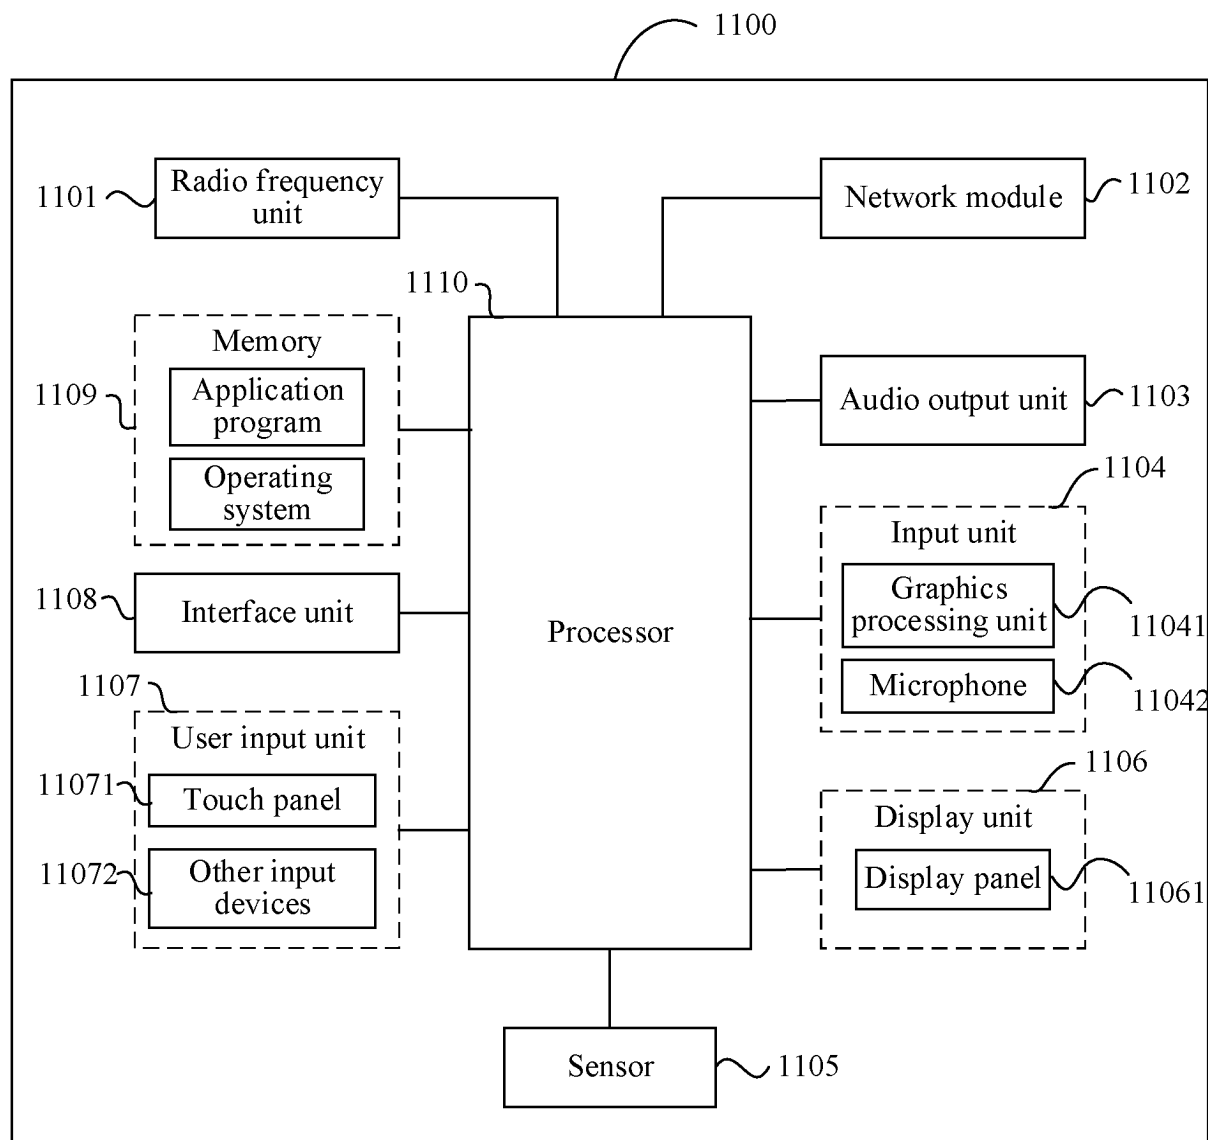 1100
1101
Radio frequency
unit
Network module
1102
1110
Memory
Application
program
Operating
system
1109
Audio output unit
1103
1104
Input unit
Graphics
processing unit
11041
Microphone
11042
1108
Interface unit
Processor
1107
User input unit
11071
Touch panel
11072
Other input
devices
1106
Display unit
Display panel
11061
Sensor
1105